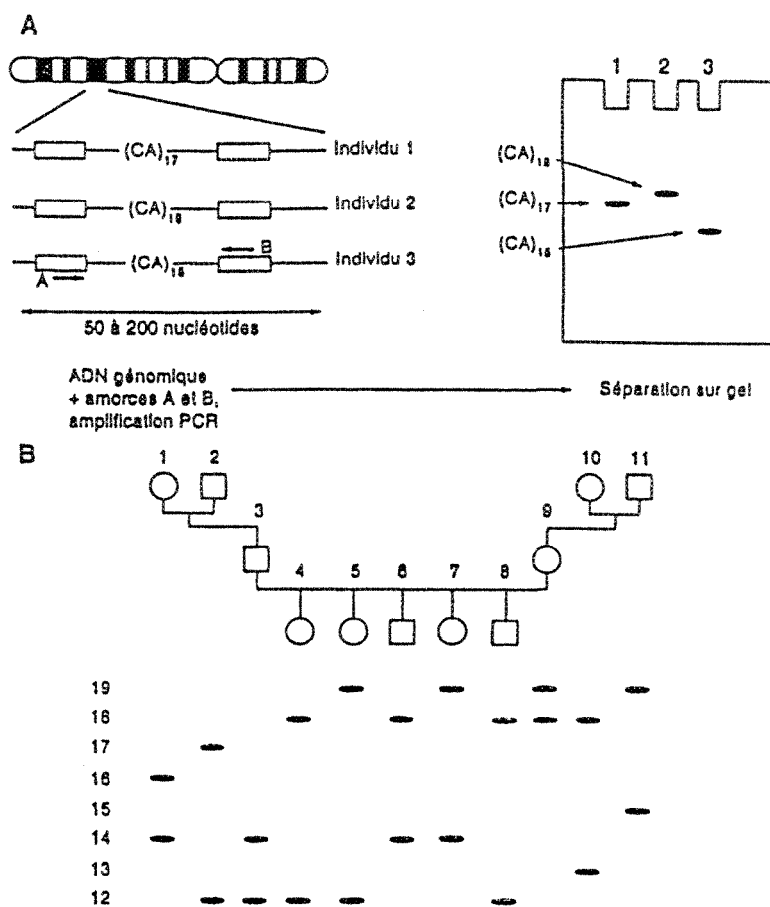 A
1 2 3
(CA)17 Individu 1
(CA)18 Individu 2
(CA)15 Individu 3
A
B
50 à 200 nucléotides
(CA)18
(CA)17
(CA)15
ADN génomique
+ amorces A et B,
amplification PCR
Séparation sur gel
B
1 2 10 11
3 9
4 5 6 7 8
19
18
17
16
15
14
13
12